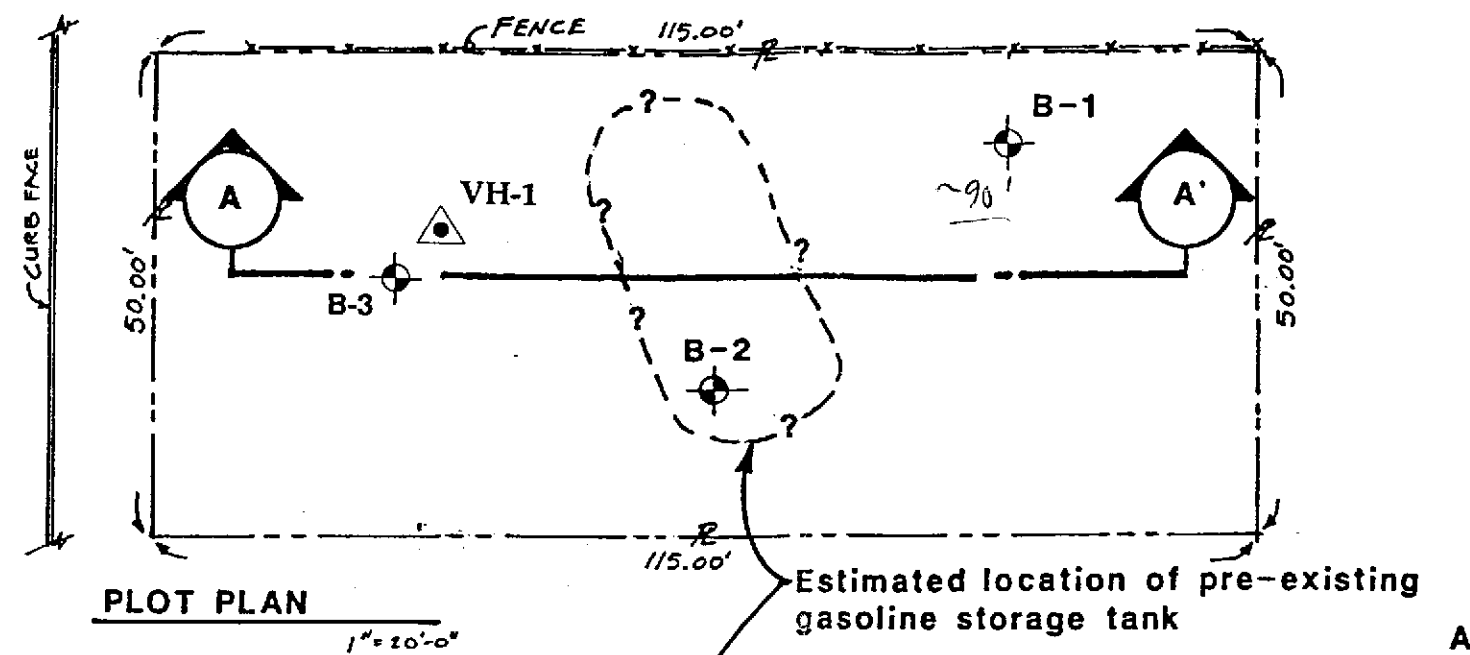 FENCE
115.00'
B-1
CURB FACE
A
VH-1
~90'
A'
50.00'
50.00'
B-3
?
?
?
?
B-2
?
115.00'
Estimated location of pre-existing
gasoline storage tank
PLOT PLAN
1"=20'-0"
A